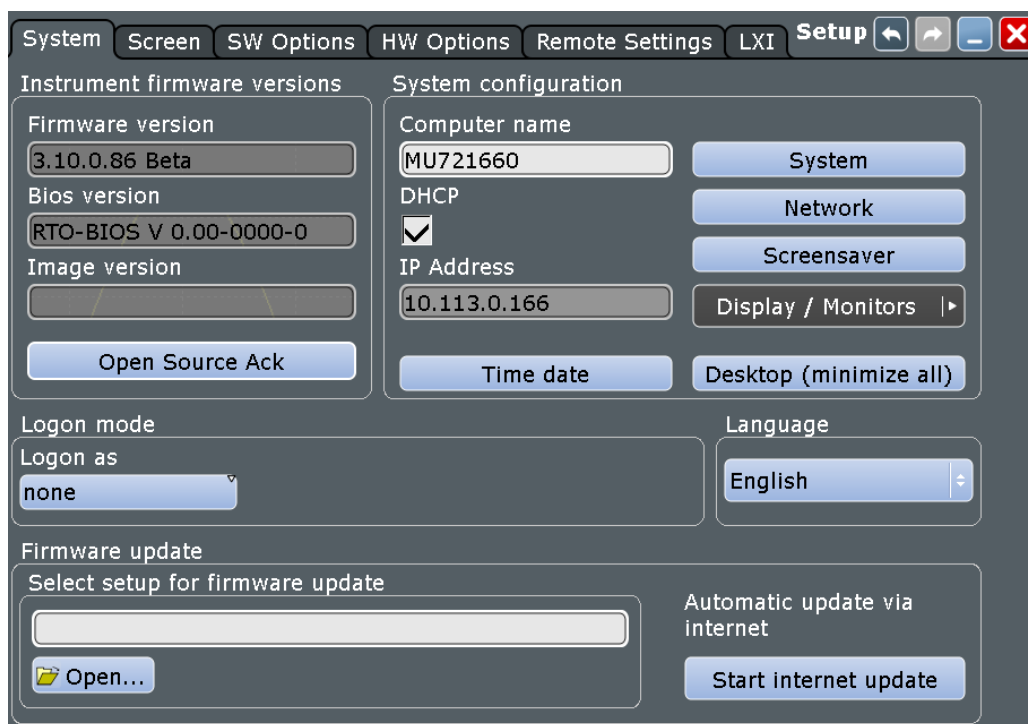 System Screen SW Options HW Options Remote Settings LXI Setup
Instrument firmware versions
Firmware version
3.10.0.86 Beta
Bios version
RTO-BIOS V 0.00-0000-0
Image version
Open Source Ack
System configuration
Computer name
MU721660
DHCP
IP Address
10.113.0.166
Time date
System
Network
Screensaver
Display / Monitors
Desktop (minimize all)
Logon mode
Logon as
none
Language
English
Firmware update
Select setup for firmware update
Open...
Automatic update via
internet
Start internet update